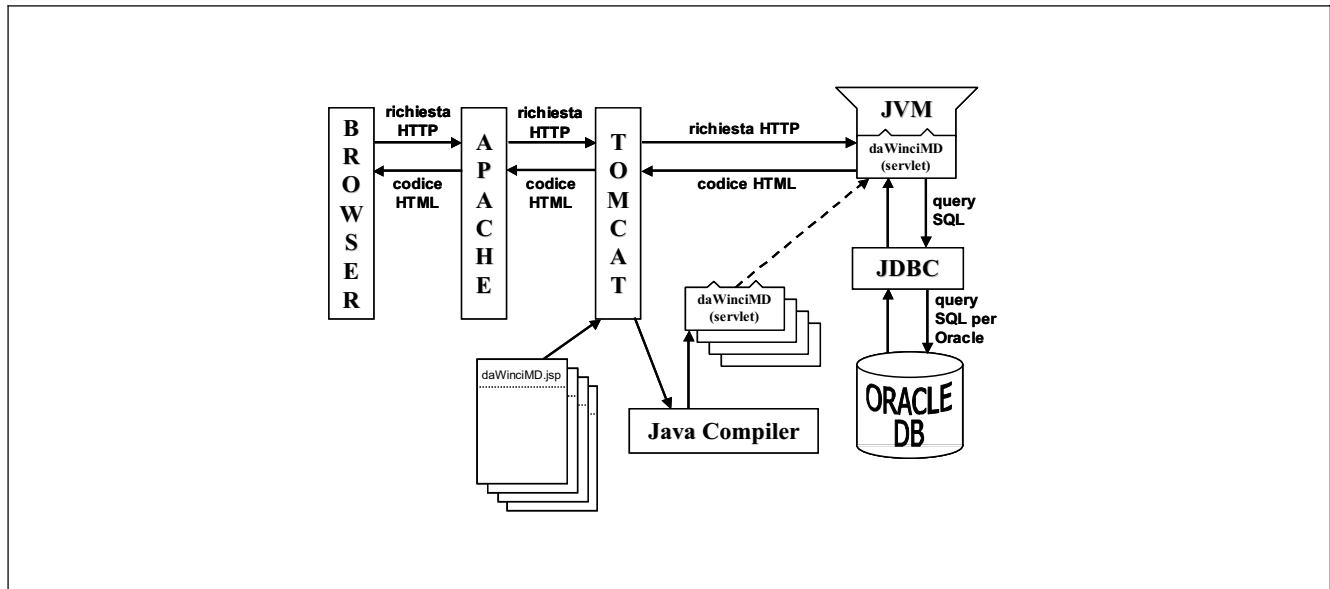 BROWSER
richiesta
HTTP
codice
HTML
APACHE
richiesta
HTTP
codice
HTML
TOMCAT
richiesta HTTP
codice HTML
JVM
daWinciMD
(servlet)
query
SQL
JDBC
query
SQL per
Oracle
ORACLE
DB
daWinciMD
(servlet)
daWinciMD.jsp
Java Compiler